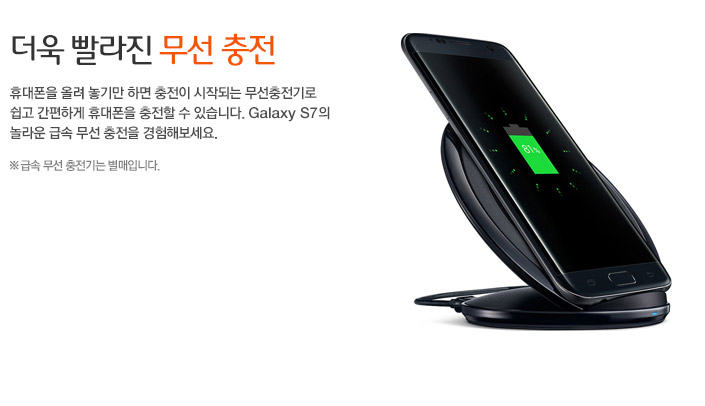 더욱 빨라진 무선 충전
휴대폰을 올려 놓기만 하면 충전이 시작되는 무선충전기로
쉽고 간편하게 휴대폰을 충전할 수 있습니다. Galaxy S7의
놀라운 급속 무선 충전을 경험해보세요.
※ 급속 무선 충전기는 별매입니다.
81%